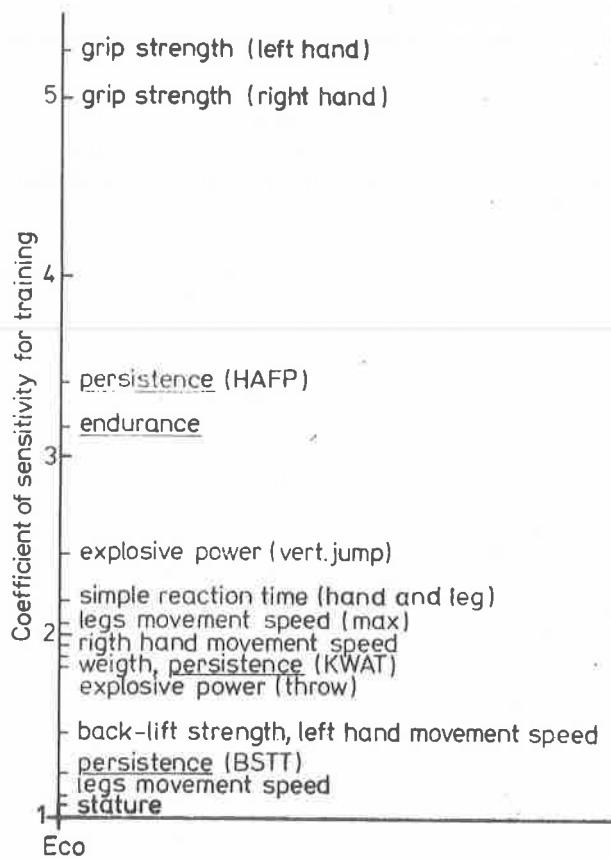 grip strength (left hand)
5 grip strength (right hand)
4
persistence (HAFP)
endurance
3
explosive power (vert.jump)
simple reaction time (hand and leg)
legs movement speed (max)
2 rigth hand movement speed
weigth, persistence (KWAT)
explosive power (throw)
back-lift strength, left hand movement speed
persistence (BSTT)
legs movement speed
stature
1
Eco
Coefficient of sensitivity for training